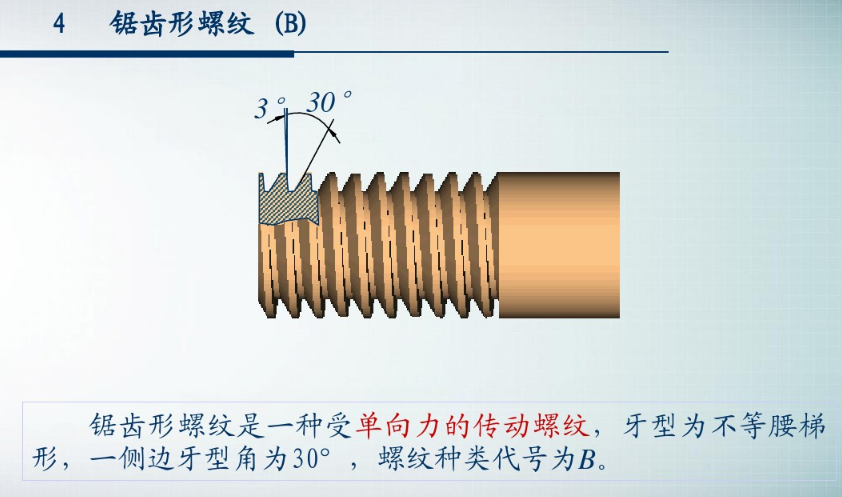 4 锯齿形螺纹 (B)
3° 30°
锯齿形螺纹是一种受单向力的传动螺纹，牙型为不等腰梯
形，一侧边牙型角为30°，螺纹种类代号为B。